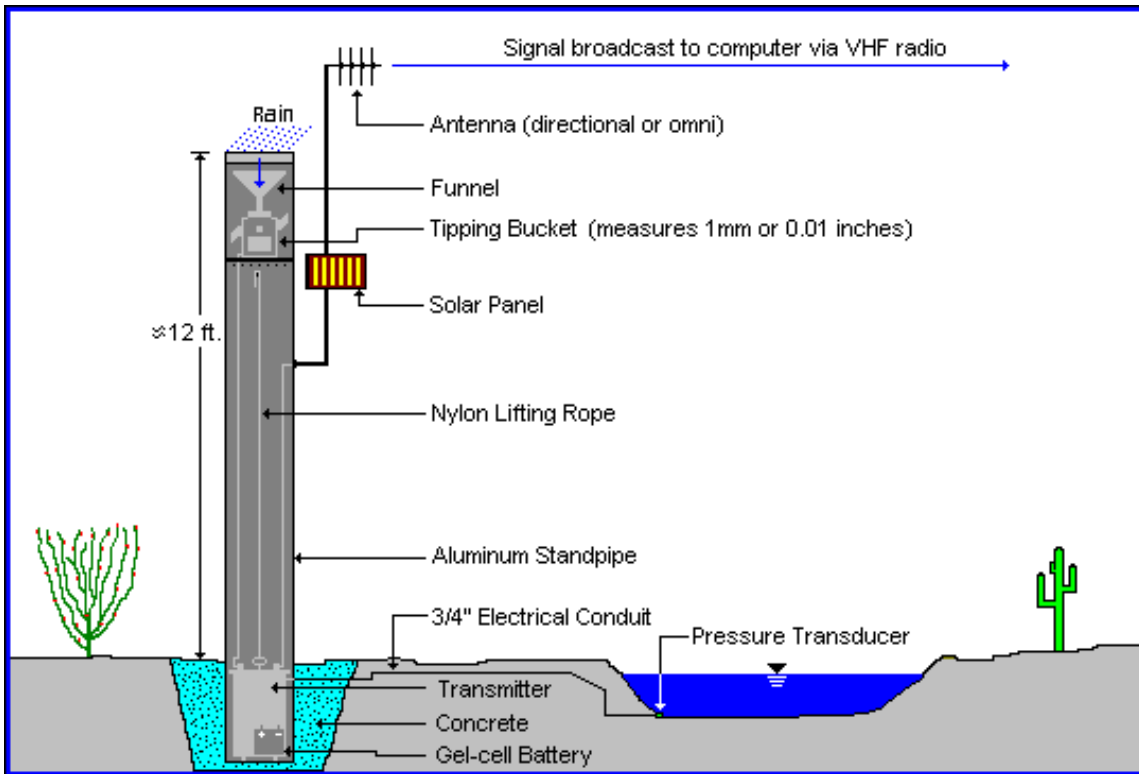 Signal broadcast to computer via VHF radio
Rain
Antenna (directional or omni)
Funnel
Tipping Bucket (measures 1mm or 0.01 inches)
Solar Panel
≈12 ft.
Nylon Lifting Rope
Aluminum Standpipe
3/4" Electrical Conduit
Pressure Transducer
Transmitter
Concrete
+ -
Gel-cell Battery